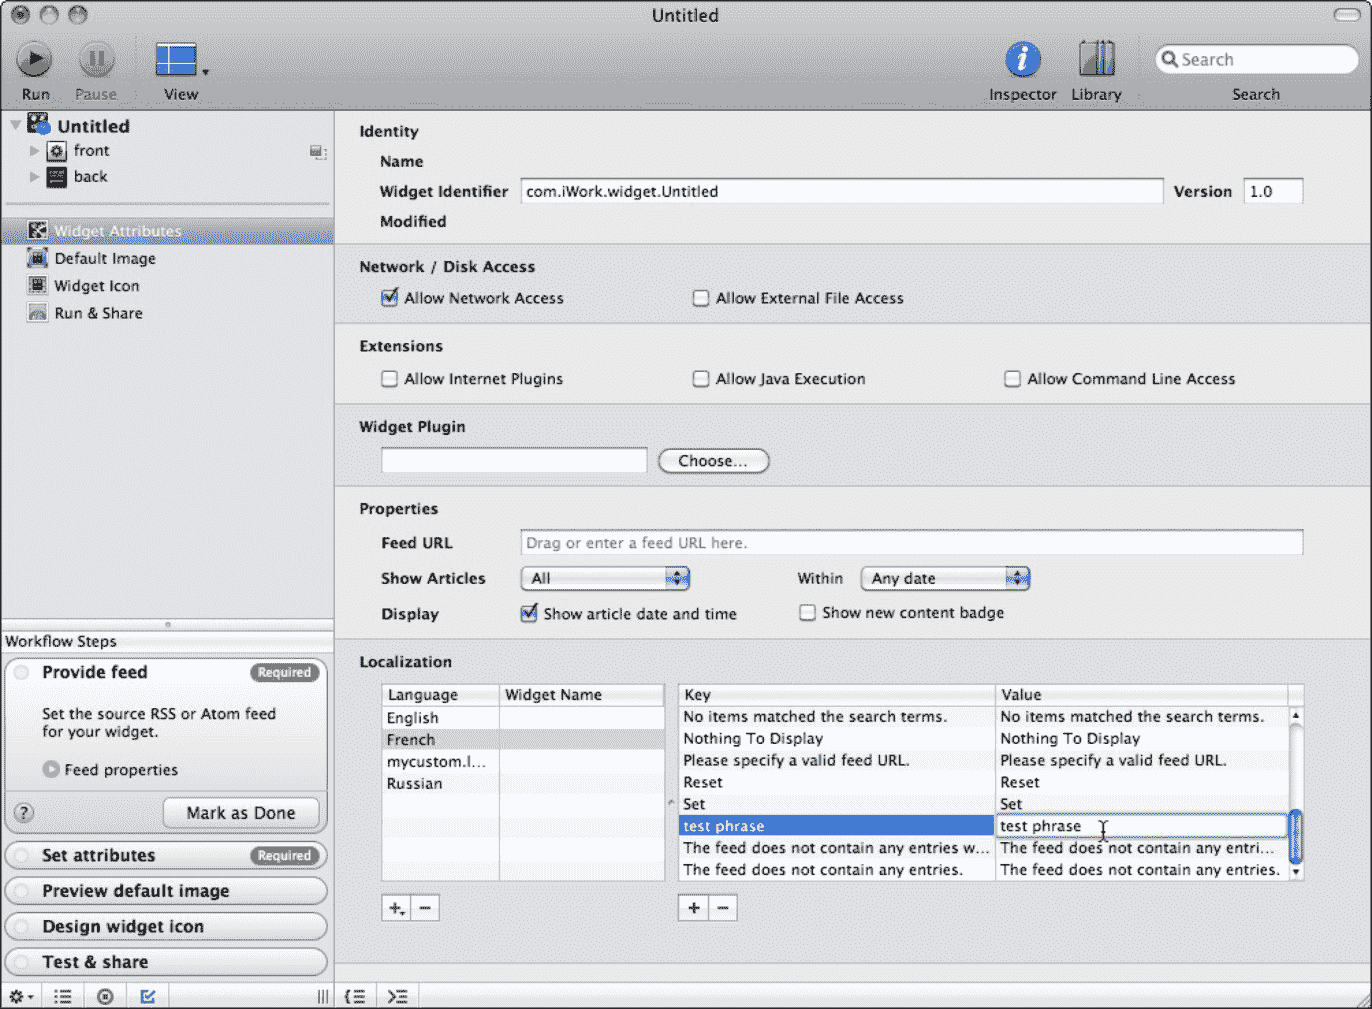 Untitled
Run
Pause
View
Inspector
Library
Search
Search
Untitled
front
back
Widget Attributes
Default Image
Widget Icon
Run & Share
Workflow Steps
Provide feed
Required
Set the source RSS or Atom feed
for your widget.
Feed properties
?
Mark as Done
Set attributes
Required
Preview default image
Design widget icon
Test & share
Identity
Name
Widget Identifier
com.iWork.widget.Untitled
Version
1.0
Modified
Network / Disk Access
Allow Network Access
Allow External File Access
Extensions
Allow Internet Plugins
Allow Java Execution
Allow Command Line Access
Widget Plugin
Choose...
Properties
Feed URL
Drag or enter a feed URL here.
Show Articles
All
Within
Any date
Display
Show article date and time
Show new content badge
Localization
Language
Widget Name
English
French
mycustom.l...
Russian
Key
Value
No items matched the search terms.
No items matched the search terms.
Nothing To Display
Nothing To Display
Please specify a valid feed URL.
Please specify a valid feed URL.
Reset
Reset
Set
Set
test phrase
test phrase
The feed does not contain any entries w...
The feed does not contain any entri...
The feed does not contain any entries.
The feed does not contain any entries.